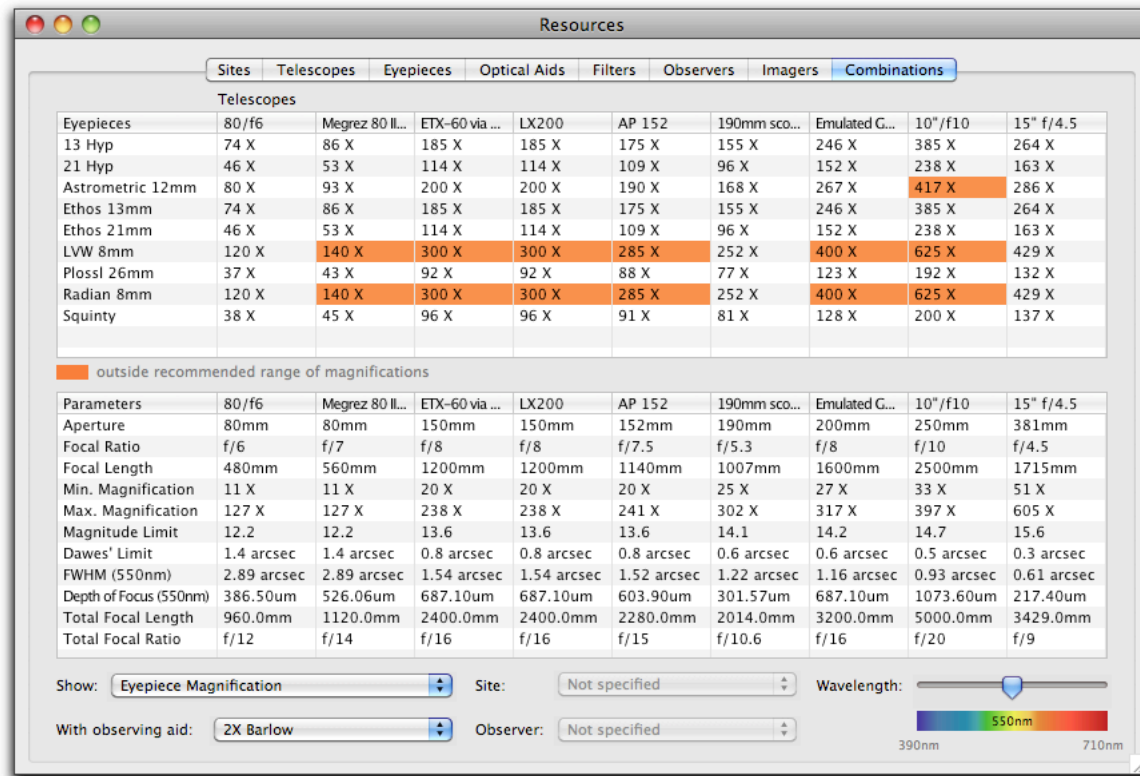 Resources
Sites Telescopes Eyepieces Optical Aids Filters Observers Imagers Combinations
Telescopes
Eyepieces 80/f6 Megrez 80 II... ETX-60 via ... LX200 AP 152 190mm sco... Emulated G... 10"/f10 15" f/4.5
13 Hyp 74 X 86 X 185 X 185 X 175 X 155 X 246 X 385 X 264 X
21 Hyp 46 X 53 X 114 X 114 X 109 X 96 X 152 X 238 X 163 X
Astrometric 12mm 80 X 93 X 200 X 200 X 190 X 168 X 267 X 417 X 286 X
Ethos 13mm 74 X 86 X 185 X 185 X 175 X 155 X 246 X 385 X 264 X
Ethos 21mm 46 X 53 X 114 X 114 X 109 X 96 X 152 X 238 X 163 X
LVW 8mm 120 X 140 X 300 X 300 X 285 X 252 X 400 X 625 X 429 X
Plossl 26mm 37 X 43 X 92 X 92 X 88 X 77 X 123 X 192 X 132 X
Radian 8mm 120 X 140 X 300 X 300 X 285 X 252 X 400 X 625 X 429 X
Squinty 38 X 45 X 96 X 96 X 91 X 81 X 128 X 200 X 137 X
outside recommended range of magnifications
Parameters 80/f6 Megrez 80 II... ETX-60 via ... LX200 AP 152 190mm sco... Emulated G... 10"/f10 15" f/4.5
Aperture 80mm 80mm 150mm 150mm 152mm 190mm 200mm 250mm 381mm
Focal Ratio f/6 f/7 f/8 f/8 f/7.5 f/5.3 f/8 f/10 f/4.5
Focal Length 480mm 560mm 1200mm 1200mm 1140mm 1007mm 1600mm 2500mm 1715mm
Min. Magnification 11 X 11 X 20 X 20 X 20 X 25 X 27 X 33 X 51 X
Max. Magnification 127 X 127 X 238 X 238 X 241 X 302 X 317 X 397 X 605 X
Magnitude Limit 12.2 12.2 13.6 13.6 13.6 14.1 14.2 14.7 15.6
Dawes' Limit 1.4 arcsec 1.4 arcsec 0.8 arcsec 0.8 arcsec 0.8 arcsec 0.6 arcsec 0.6 arcsec 0.5 arcsec 0.3 arcsec
FWHM (550nm) 2.89 arcsec 2.89 arcsec 1.54 arcsec 1.54 arcsec 1.52 arcsec 1.22 arcsec 1.16 arcsec 0.93 arcsec 0.61 arcsec
Depth of Focus (550nm) 386.50um 526.06um 687.10um 687.10um 603.90um 301.57um 687.10um 1073.60um 217.40um
Total Focal Length 960.0mm 1120.0mm 2400.0mm 2400.0mm 2280.0mm 2014.0mm 3200.0mm 5000.0mm 3429.0mm
Total Focal Ratio f/12 f/14 f/16 f/16 f/15 f/10.6 f/16 f/20 f/9
Show: Eyepiece Magnification Site: Not specified Wavelength:
With observing aid: 2X Barlow Observer: Not specified 550nm
390nm 710nm